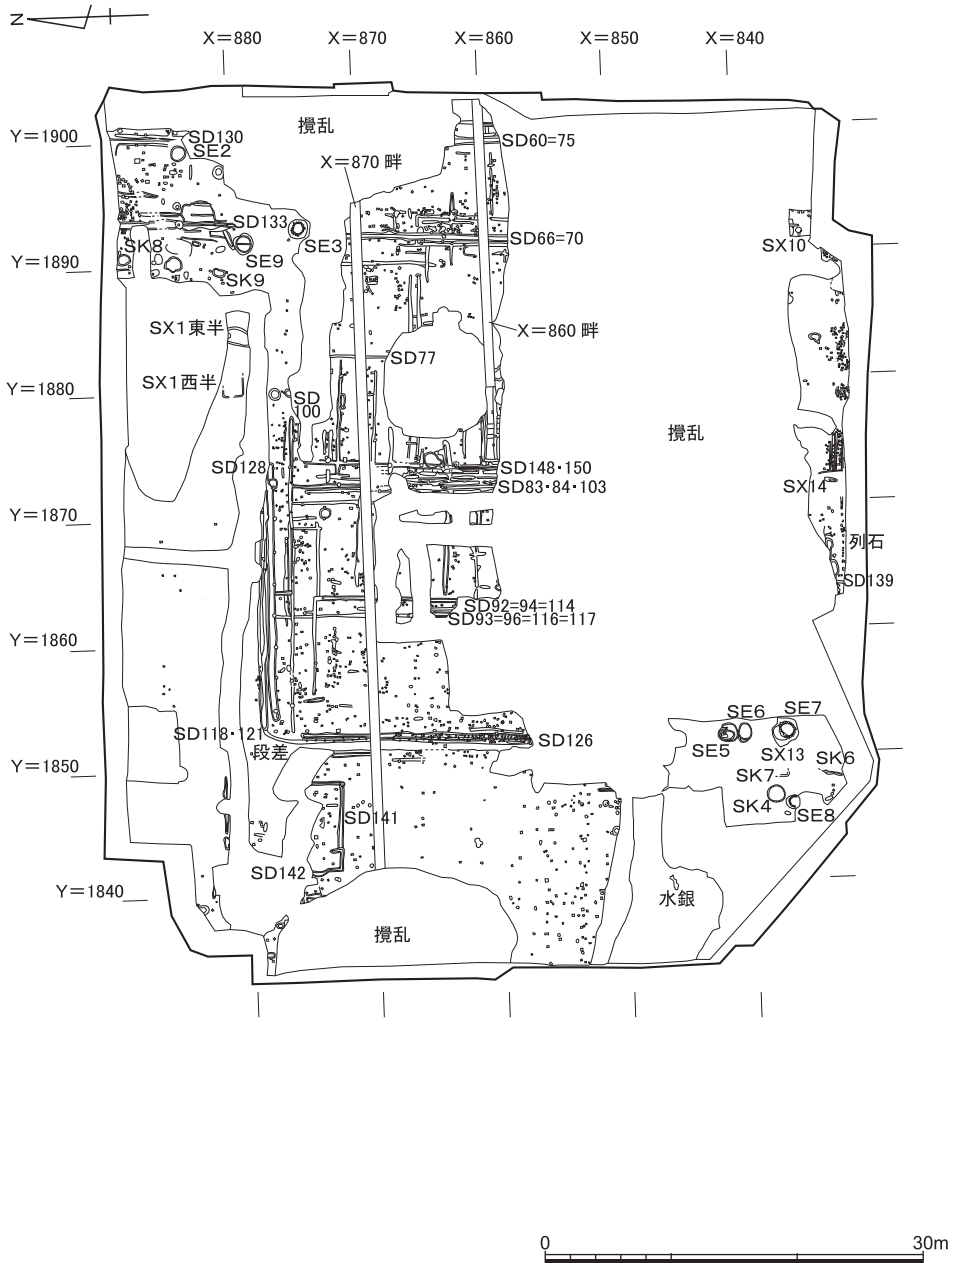 N
X=880
X=870
X=860
X=850
X=840
攪乱
Y=1900
SD130
SE2
SD60=75
X=870 畔
SD133
SK8
SE3
SD66=70
SX10
Y=1890
SE9
SK9
SX1東半
X=860 畔
SD77
SX1西半
Y=1880
SD
100
攪乱
SD128
SD148・150
SD83・84・103
SX14
Y=1870
列石
SD139
SD92=94=114
SD93=96=116=117
Y=1860
SE6
SE7
SD118・121
SD126
段差
SE5
SX13
SK6
Y=1850
SK7
SK4
SE8
SD141
SD142
Y=1840
水銀
攪乱
0
30m